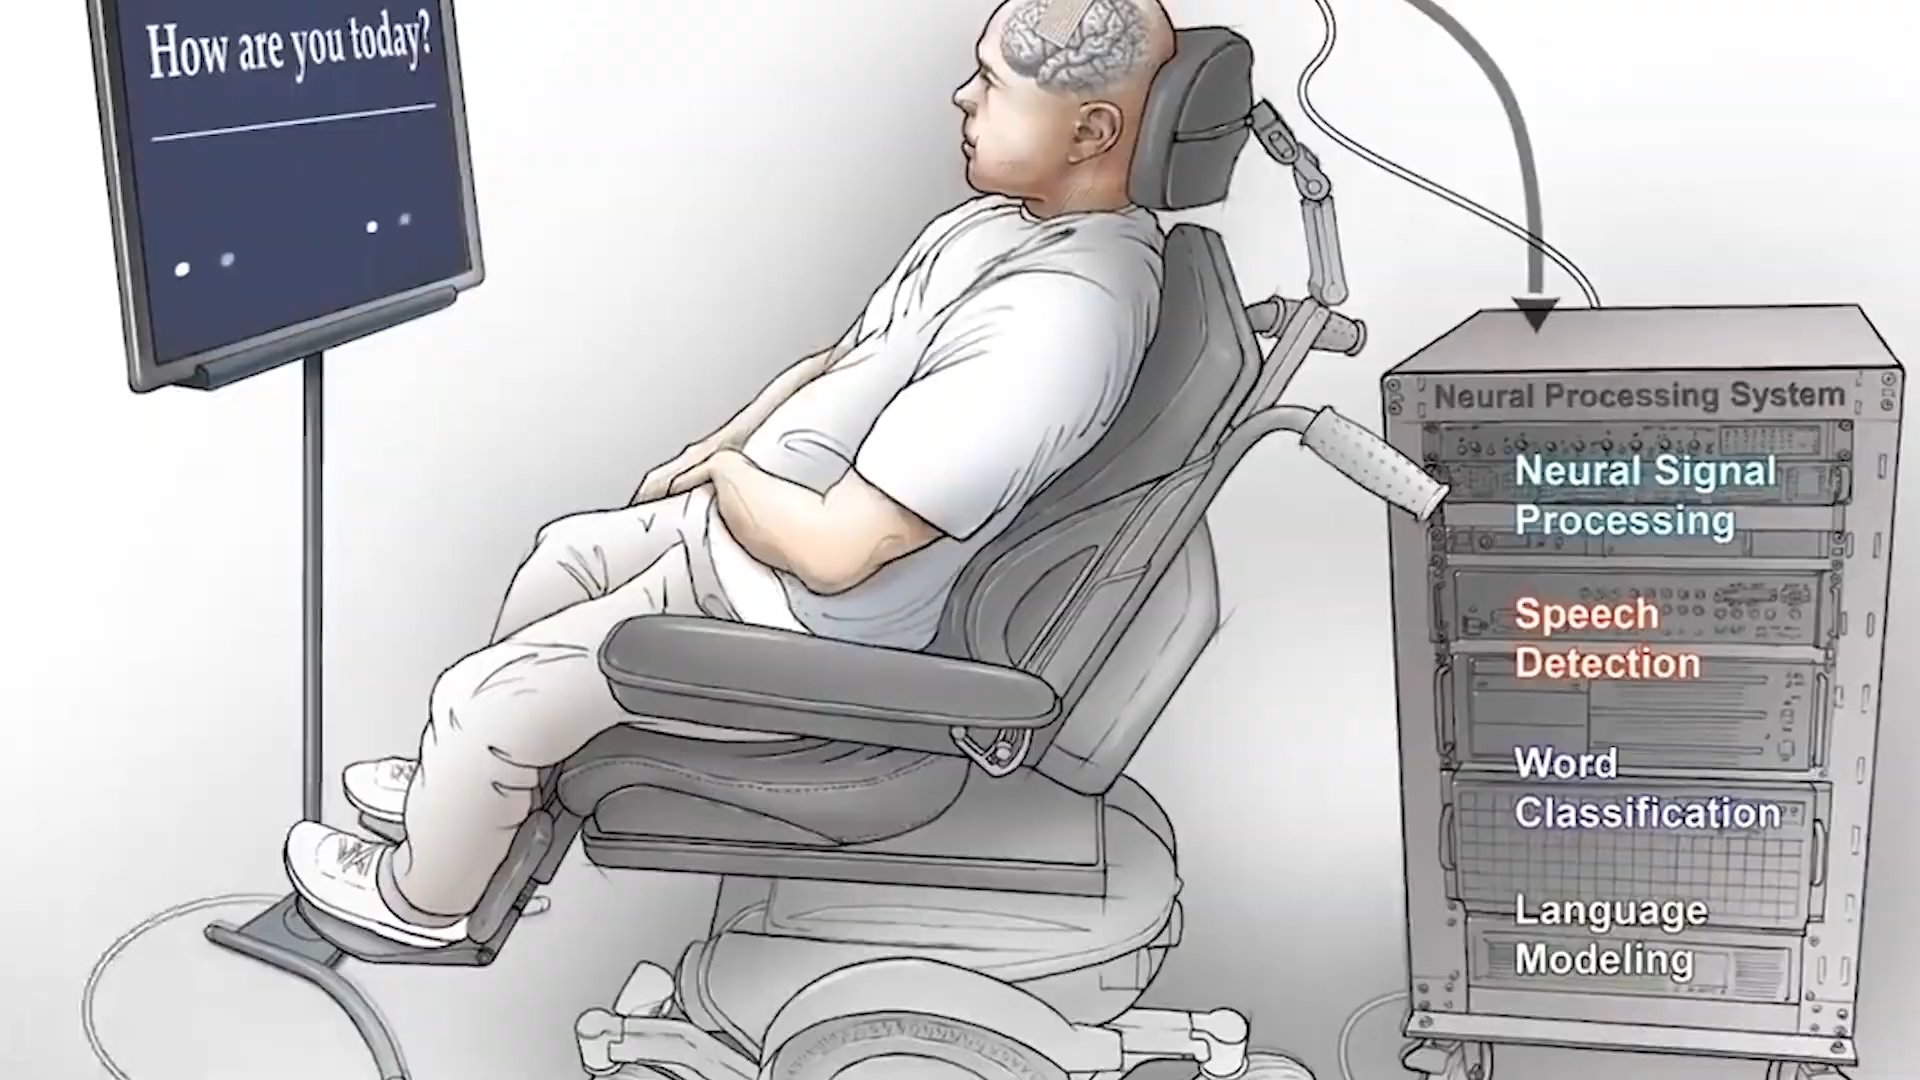 How are you today?
Neural Processing System
Neural Signal
Processing
Speech
Detection
Word
Classification
Language
Modeling